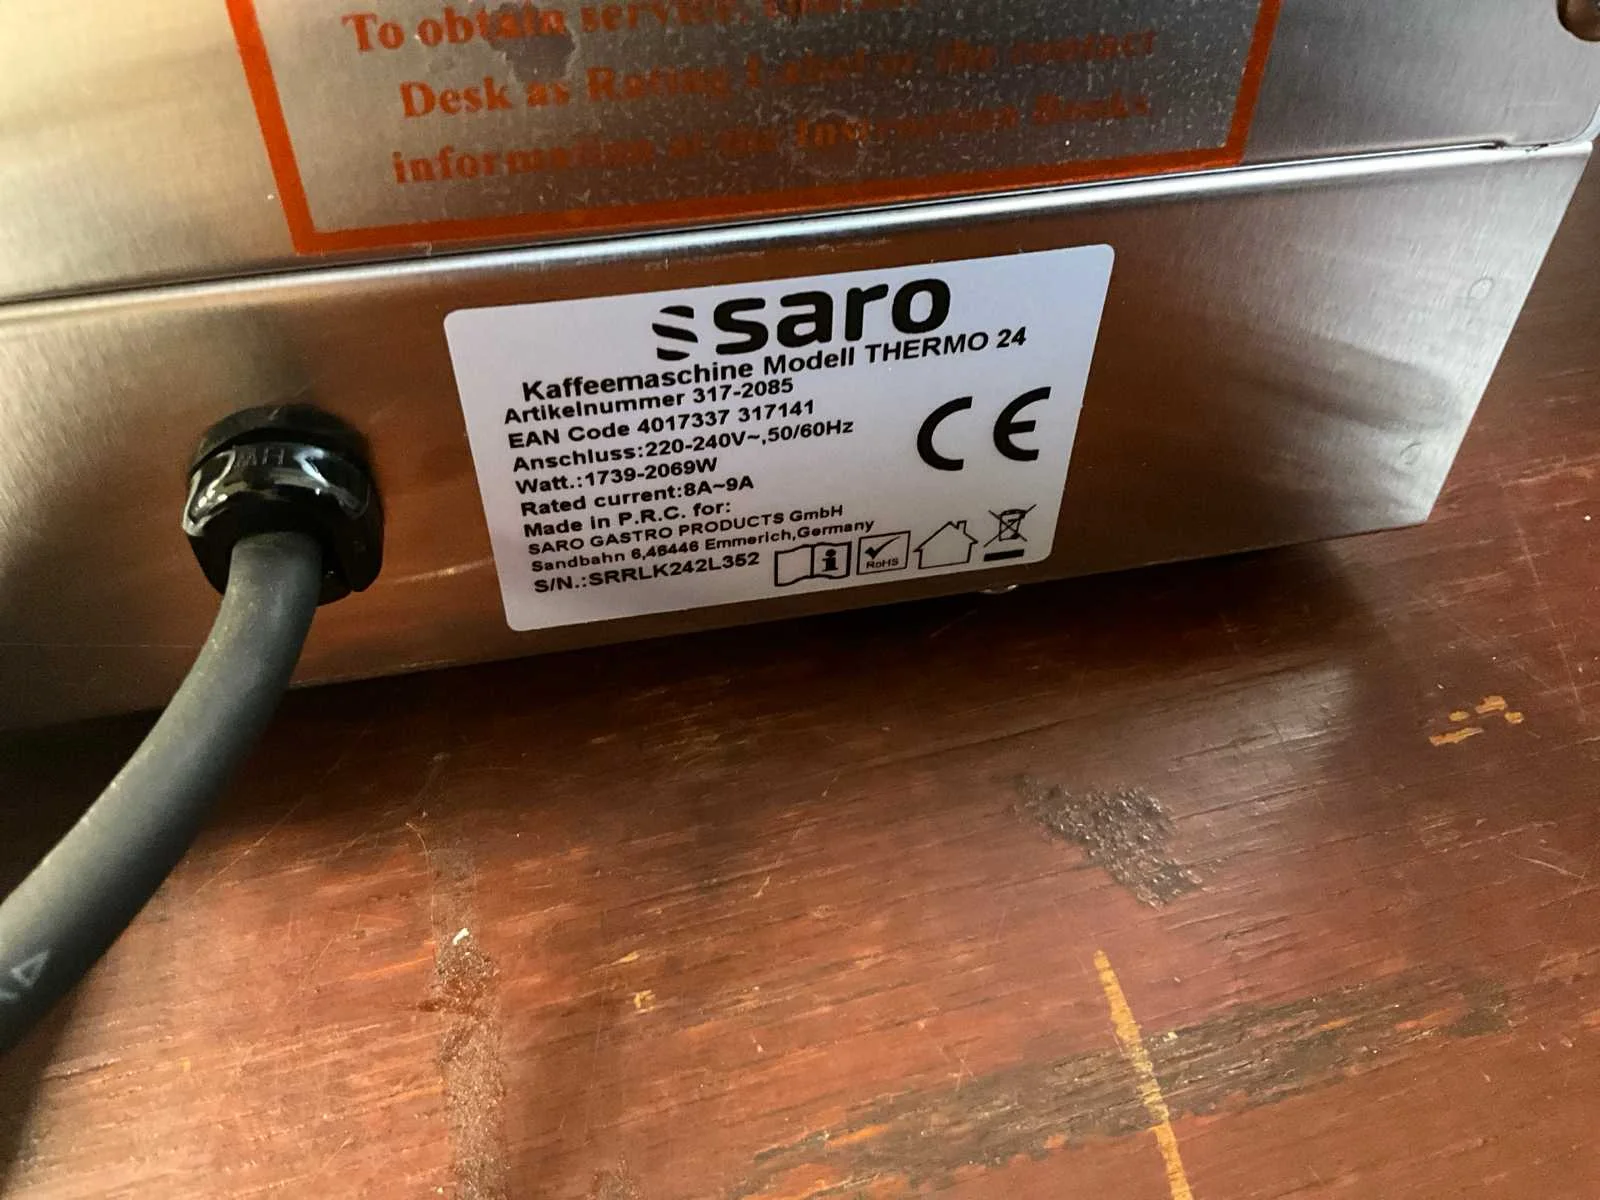 To obtain service, contact
Desk as Rating Label or the contact
information at the Instruction Books
saro
Kaffeemaschine Modell THERMO 24
Artikelnummer 317-2085
EAN Code 4017337 317141
Anschluss:220-240V~,50/60Hz
Watt.:1739-2069W
Rated current:8A~9A
Made in P.R.C. for:
SARO GASTRO PRODUCTS GmbH
Sandbahn 6,46446 Emmerich,Germany
S/N.:SRRLK242L352
CE
i
RoHS
MH